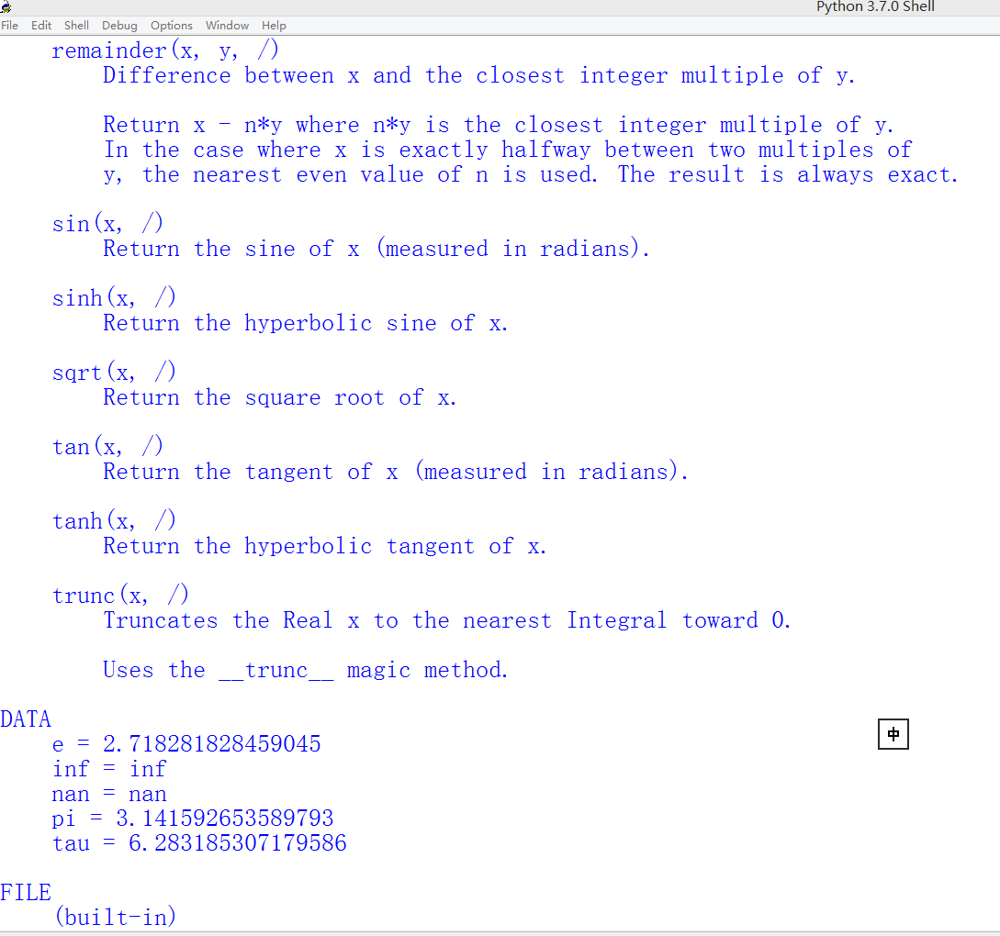 Python 3.7.0 Shell
File Edit Shell Debug Options Window Help
remainder(x, y, /)
Difference between x and the closest integer multiple of y.
Return x - n*y where n*y is the closest integer multiple of y.
In the case where x is exactly halfway between two multiples of
y, the nearest even value of n is used. The result is always exact.
sin(x, /)
Return the sine of x (measured in radians).
sinh(x, /)
Return the hyperbolic sine of x.
sqrt(x, /)
Return the square root of x.
tan(x, /)
Return the tangent of x (measured in radians).
tanh(x, /)
Return the hyperbolic tangent of x.
trunc(x, /)
Truncates the Real x to the nearest Integral toward 0.
Uses the __trunc__ magic method.
DATA
e = 2.718281828459045
中
inf = inf
nan = nan
pi = 3.141592653589793
tau = 6.283185307179586
FILE
(built-in)